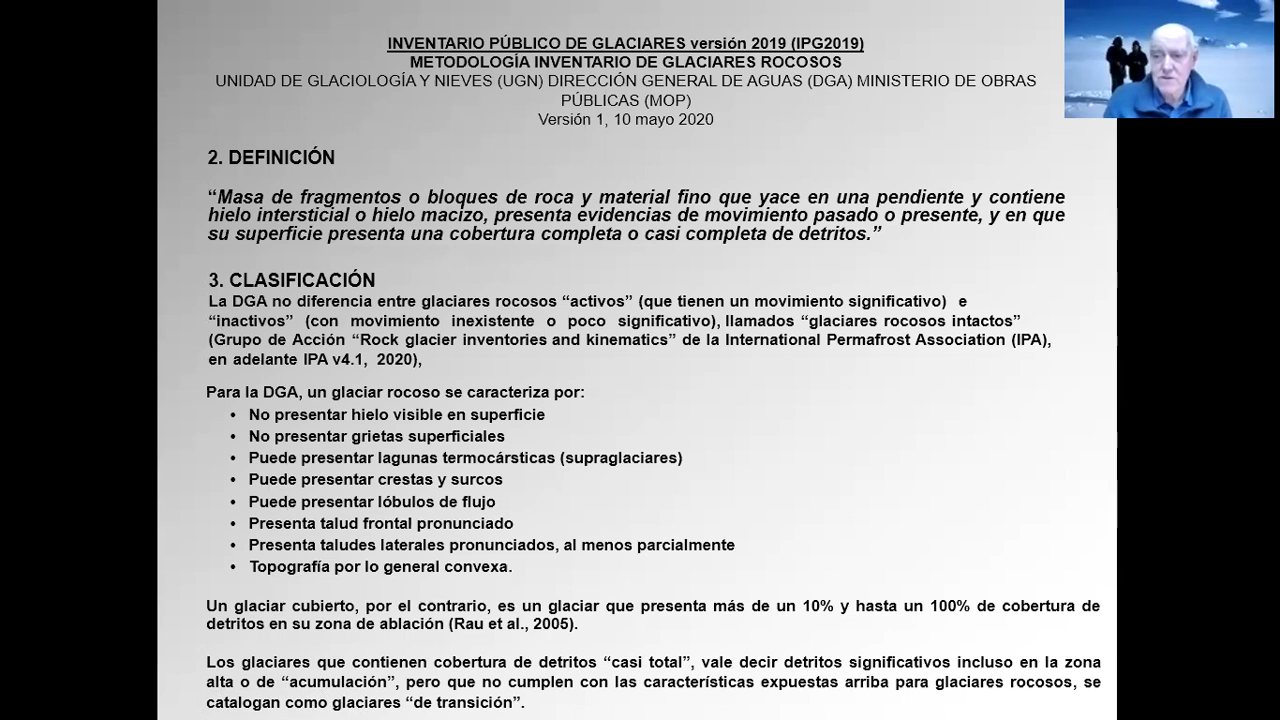 INVENTARIO PÚBLICO DE GLACIARES versión 2019 (IPG2019)
METODOLOGÍA INVENTARIO DE GLACIARES ROCOSOS
UNIDAD DE GLACIOLOGÍA Y NIEVES (UGN) DIRECCIÓN GENERAL DE AGUAS (DGA) MINISTERIO DE OBRAS
PÚBLICAS (MOP)
Versión 1, 10 mayo 2020
2. DEFINICIÓN
“Masa de fragmentos o bloques de roca y material fino que yace en una pendiente y contiene
hielo intersticial o hielo macizo, presenta evidencias de movimiento pasado o presente, y en que
su superficie presenta una cobertura completa o casi completa de detritos.”
3. CLASIFICACIÓN
La DGA no diferencia entre glaciares rocosos “activos” (que tienen un movimiento significativo) e
“inactivos” (con movimiento inexistente o poco significativo), llamados “glaciares rocosos intactos”
(Grupo de Acción “Rock glacier inventories and kinematics” de la International Permafrost Association (IPA),
en adelante IPA v4.1, 2020),
Para la DGA, un glaciar rocoso se caracteriza por:
• No presentar hielo visible en superficie
• No presentar grietas superficiales
• Puede presentar lagunas termocársticas (supraglaciares)
• Puede presentar crestas y surcos
• Puede presentar lóbulos de flujo
• Presenta talud frontal pronunciado
• Presenta taludes laterales pronunciados, al menos parcialmente
• Topografía por lo general convexa.
Un glaciar cubierto, por el contrario, es un glaciar que presenta más de un 10% y hasta un 100% de cobertura de
detritos en su zona de ablación (Rau et al., 2005).
Los glaciares que contienen cobertura de detritos “casi total”, vale decir detritos significativos incluso en la zona
alta o de “acumulación”, pero que no cumplen con las características expuestas arriba para glaciares rocosos, se
catalogan como glaciares “de transición”.